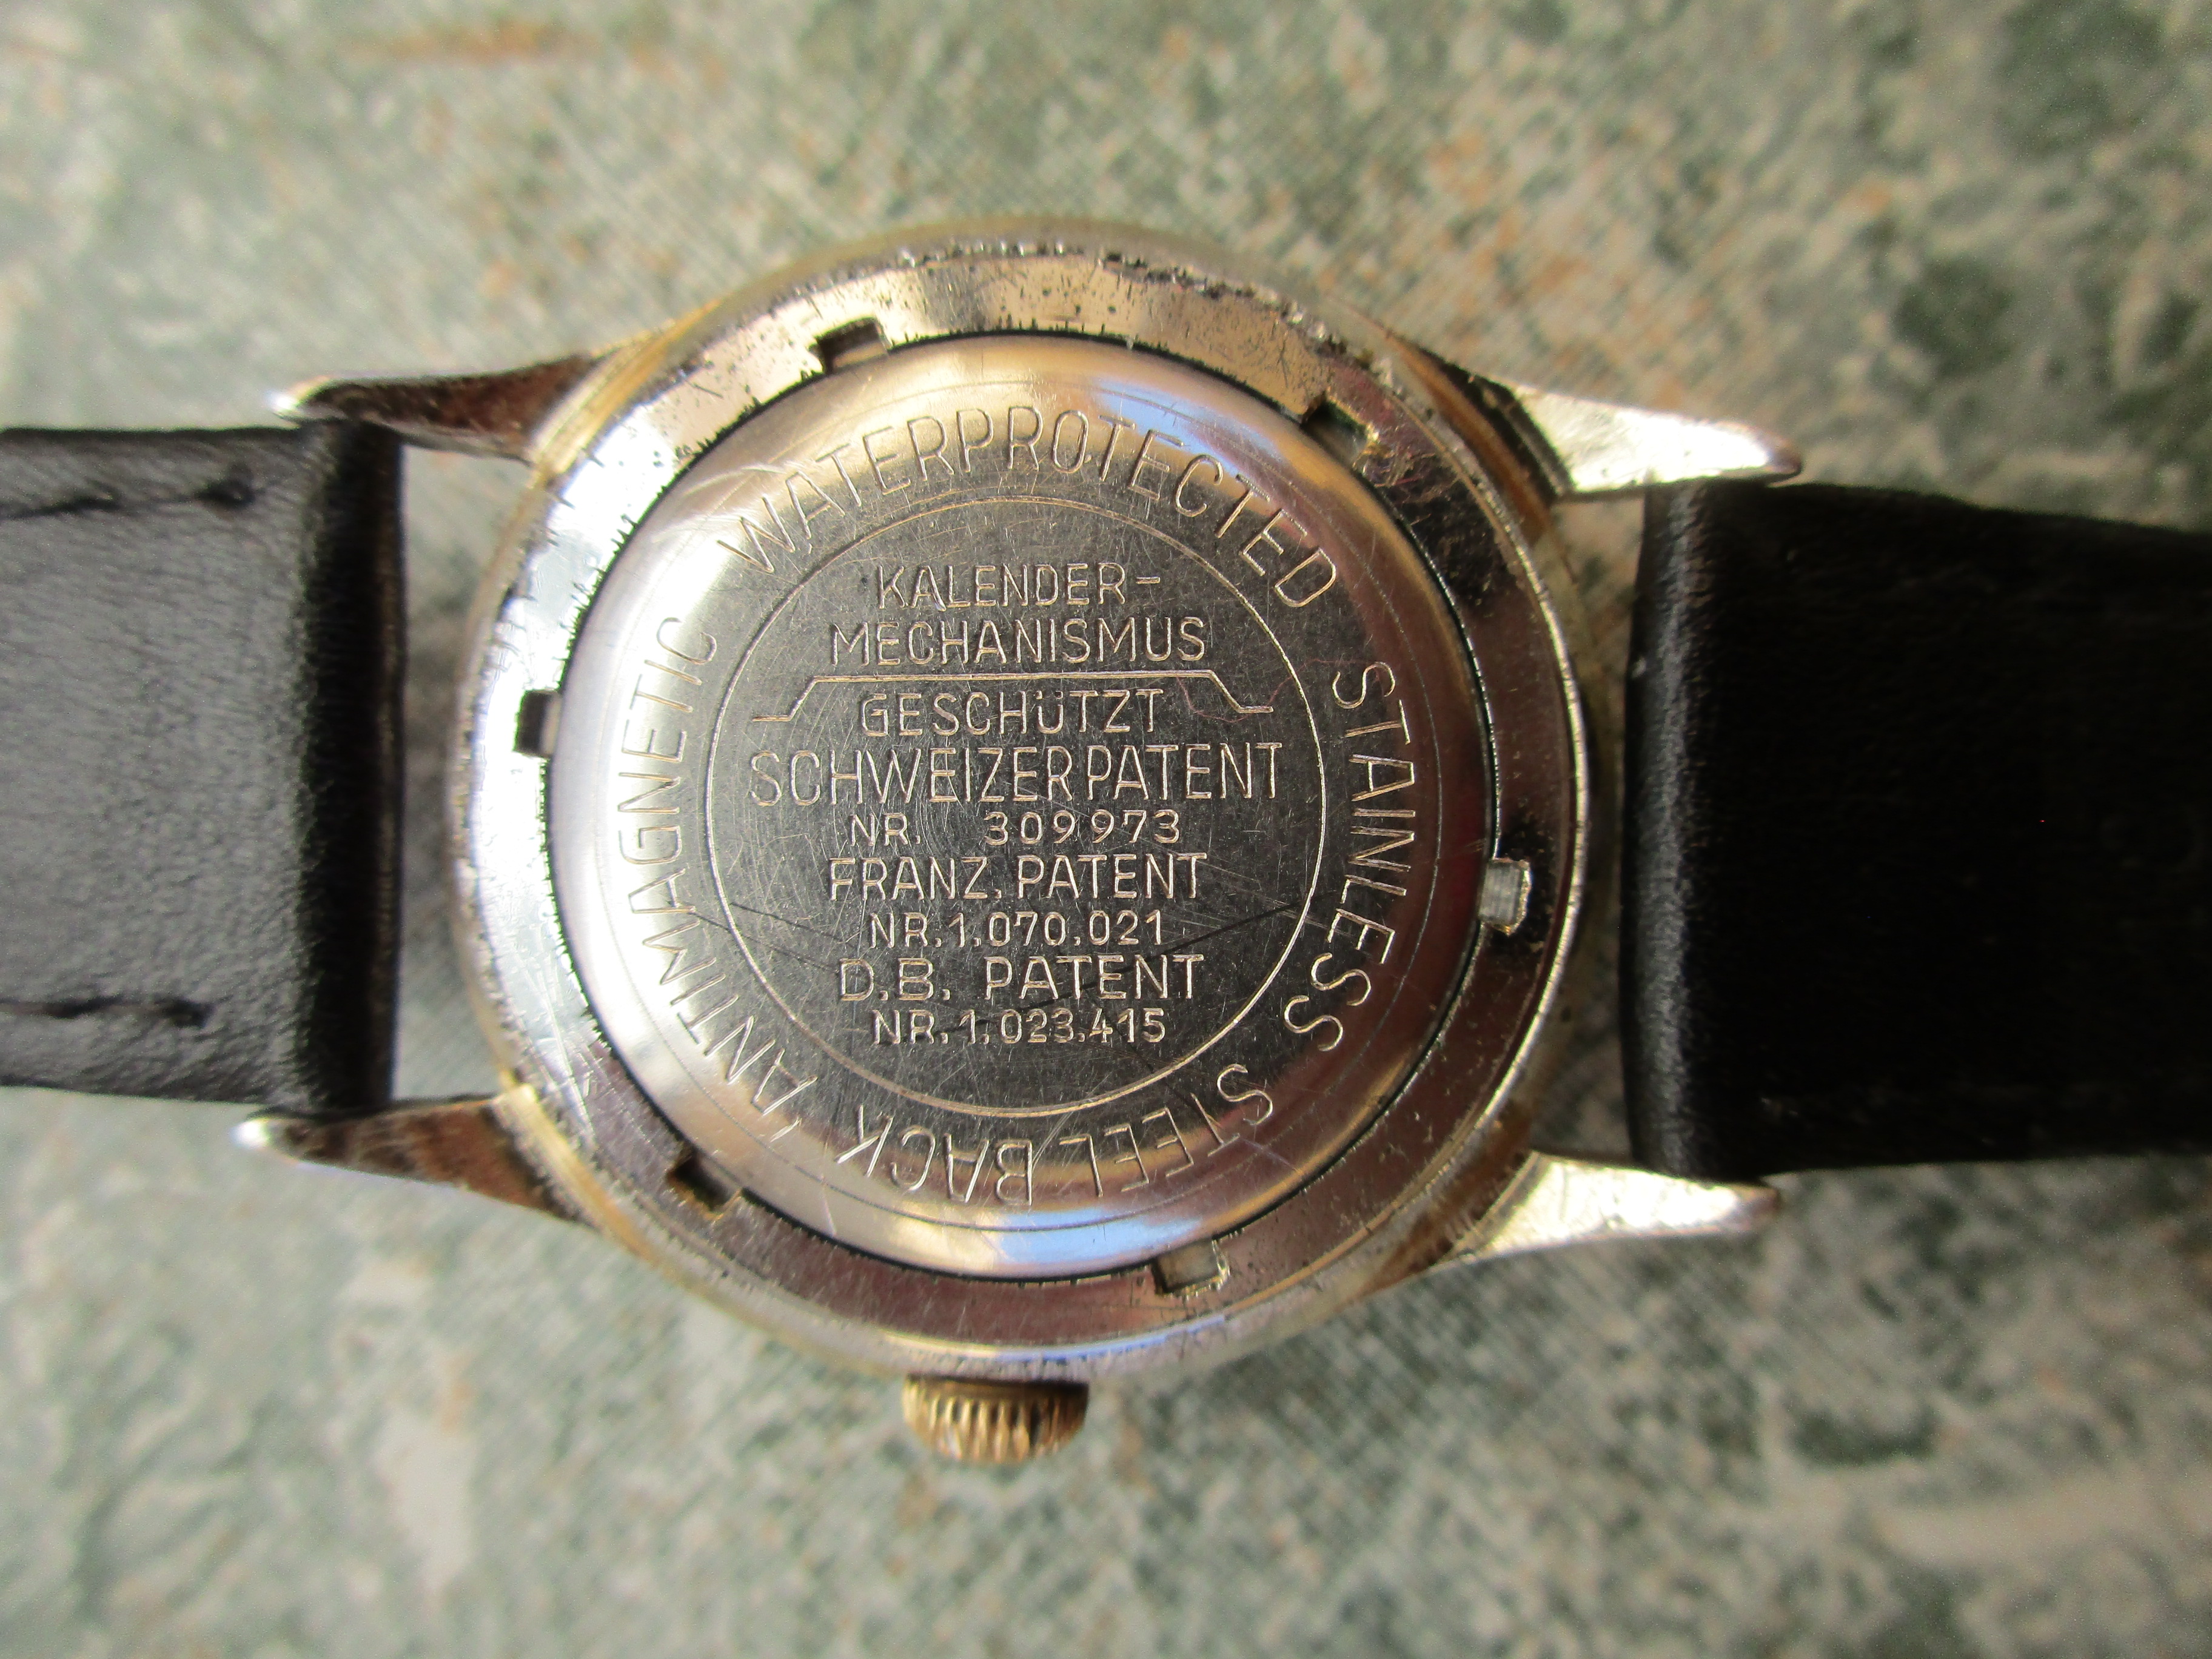 WATERPROTECTED STAINLESS STEEL BACK ANTIMAGNETIC
KALENDER-
MECHANISMUS
GESCHÜTZT
SCHWEIZER PATENT
NR. 309973
FRANZ. PATENT
NR. 1.070.021
D.B. PATENT
NR. 1.023.415